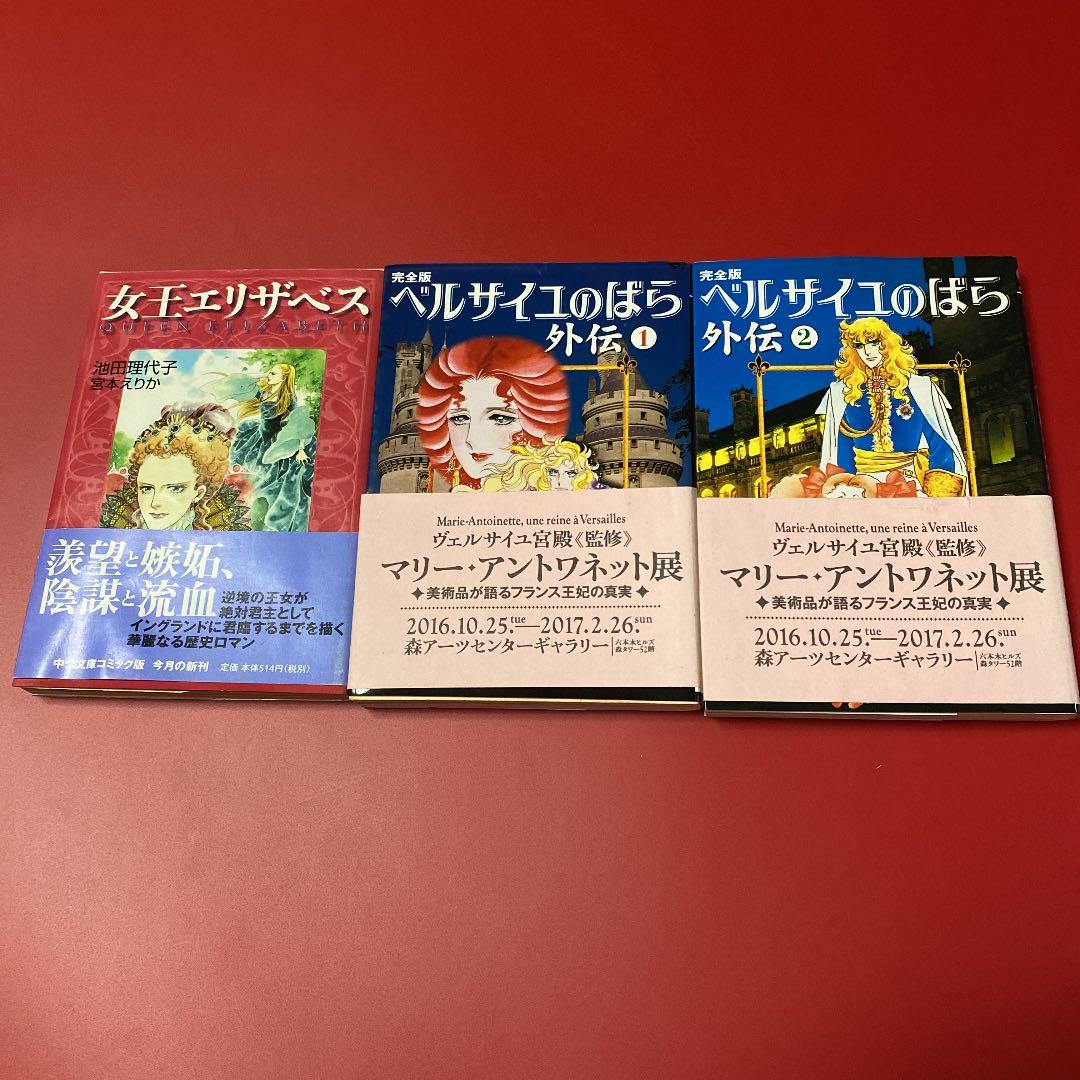 女王エリザベス
QUEEN ELIZABETH
池田理代子
宮本えりか
羨望と嫉妬、
陰謀と流血
逆境の王女が
絶対君主として
イングランドに君臨するまでを描く
華麗なる歴史ロマン
中公文庫コミック版 今月の新刊 定価 本体514円(税別)
完全版
ベルサイユのばら
外伝 1
Marie-Antoinette, une reine à Versailles
ヴェルサイユ宮殿《監修》
マリー・アントワネット展
✦美術品が語るフランス王妃の真実✦
2016.10.25.tue—2017.2.26.sun
森アーツセンターギャラリー 六本木ヒルズ
森タワー52階
完全版
ベルサイユのばら
外伝 2
Marie-Antoinette, une reine à Versailles
ヴェルサイユ宮殿《監修》
マリー・アントワネット展
✦美術品が語るフランス王妃の真実✦
2016.10.25.tue—2017.2.26.sun
森アーツセンターギャラリー 六本木ヒルズ
森タワー52階